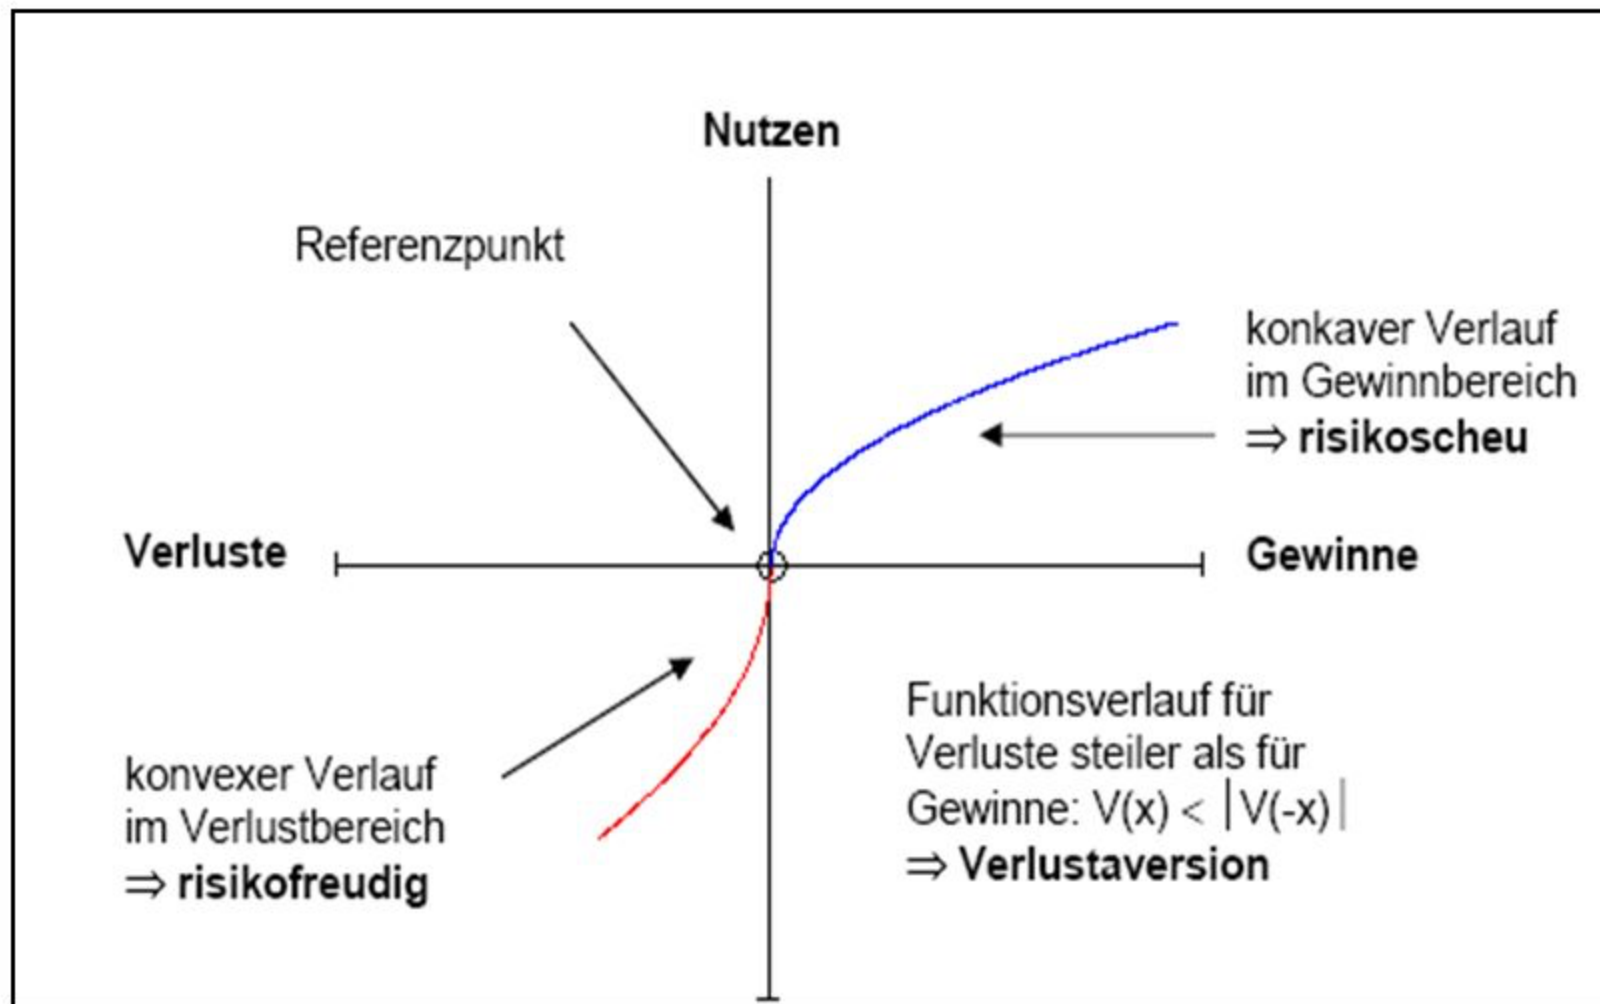 Nutzen
Referenzpunkt
konkaver Verlauf
im Gewinnbereich
⇒ risikoscheu
Verluste
Gewinne
konvexer Verlauf
im Verlustbereich
⇒ risikofreudig
Funktionsverlauf für
Verluste steiler als für
Gewinne: V(x) < |V(-x)|
⇒ Verlustaversion